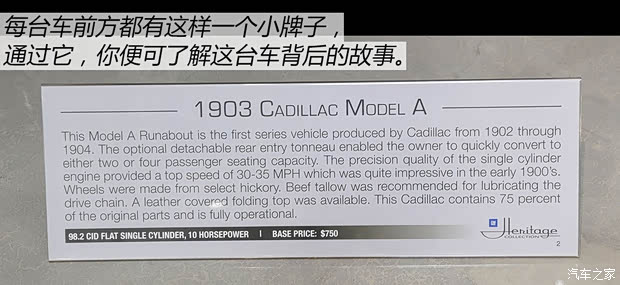 每台车前方都有这样一个小牌子，
通过它，你便可了解这台车背后的故事。
1903 CADILLAC MODEL A
This Model A Runabout is the first series vehicle produced by Cadillac from 1902 through
1904. The optional detachable rear entry tonneau enabled the owner to quickly convert to
either two or four passenger seating capacity. The precision quality of the single cylinder
engine provided a top speed of 30-35 MPH which was quite impressive in the early 1900's.
Wheels were made from select hickory. Beef tallow was recommended for lubricating the
drive chain. A leather covered folding top was available. This Cadillac contains 75 percent
of the original parts and is fully operational.
98.2 CID FLAT SINGLE CYLINDER, 10 HORSEPOWER | BASE PRICE: $750
GM
Heritage
COLLECTION
2
汽车之家